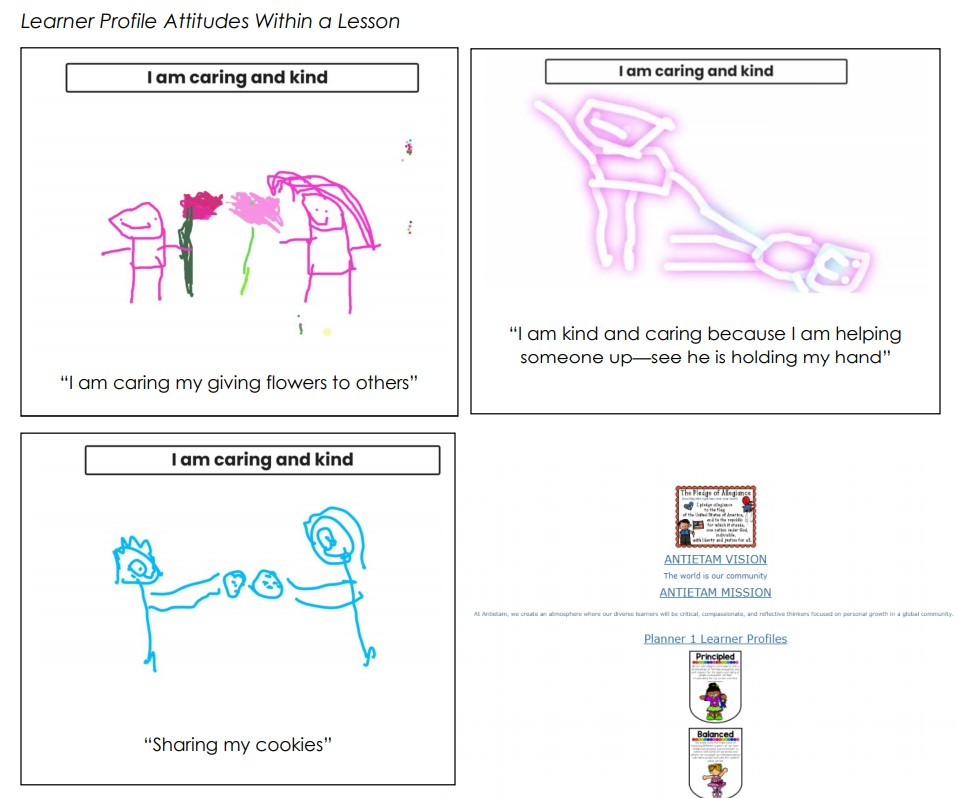 Learner Profile Attitudes Within a Lesson
I am caring and kind
“I am caring my giving flowers to others”
I am caring and kind
“I am kind and caring because I am helping
someone up—see he is holding my hand”
I am caring and kind
“Sharing my cookies”
The Pledge of Allegiance
I pledge allegiance
to the Flag
of the United States of America,
and to the republic
for which it stands,
one nation under God,
indivisible,
with liberty and justice for all.
ANTIETAM VISION
The world is our community
ANTIETAM MISSION
At Antietam, we create an atmosphere where our diverse learners will be critical, compassionate, and reflective thinkers focused on personal growth in a global community.
Planner 1 Learner Profiles
Principled
Balanced